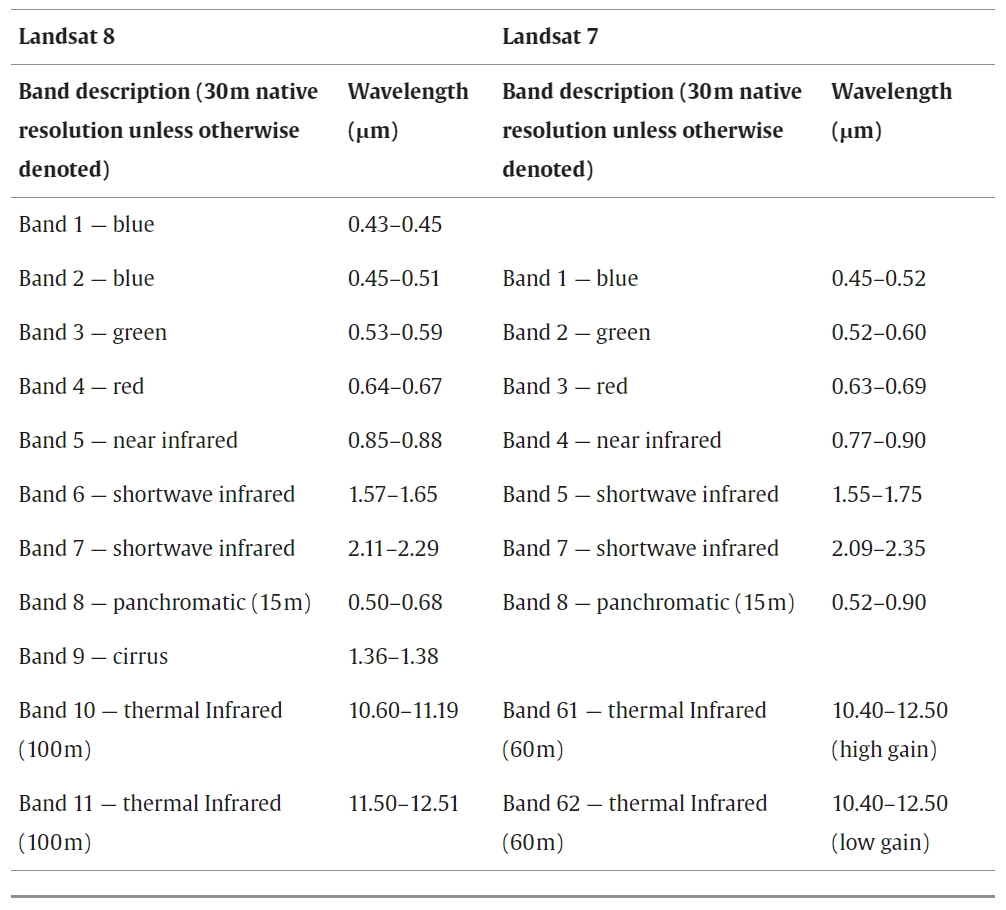 Landsat 8 Landsat 7
Band description (30 m native Wavelength Band description (30 m native Wavelength
resolution unless otherwise (μm) resolution unless otherwise (μm)
denoted) denoted)
Band 1 — blue 0.43–0.45
Band 2 — blue 0.45–0.51 Band 1 — blue 0.45–0.52
Band 3 — green 0.53–0.59 Band 2 — green 0.52–0.60
Band 4 — red 0.64–0.67 Band 3 — red 0.63–0.69
Band 5 — near infrared 0.85–0.88 Band 4 — near infrared 0.77–0.90
Band 6 — shortwave infrared 1.57–1.65 Band 5 — shortwave infrared 1.55–1.75
Band 7 — shortwave infrared 2.11–2.29 Band 7 — shortwave infrared 2.09–2.35
Band 8 — panchromatic (15 m) 0.50–0.68 Band 8 — panchromatic (15 m) 0.52–0.90
Band 9 — cirrus 1.36–1.38
Band 10 — thermal Infrared 10.60–11.19 Band 61 — thermal Infrared 10.40–12.50
(100 m) (60 m) (high gain)
Band 11 — thermal Infrared 11.50–12.51 Band 62 — thermal Infrared 10.40–12.50
(100 m) (60 m) (low gain)